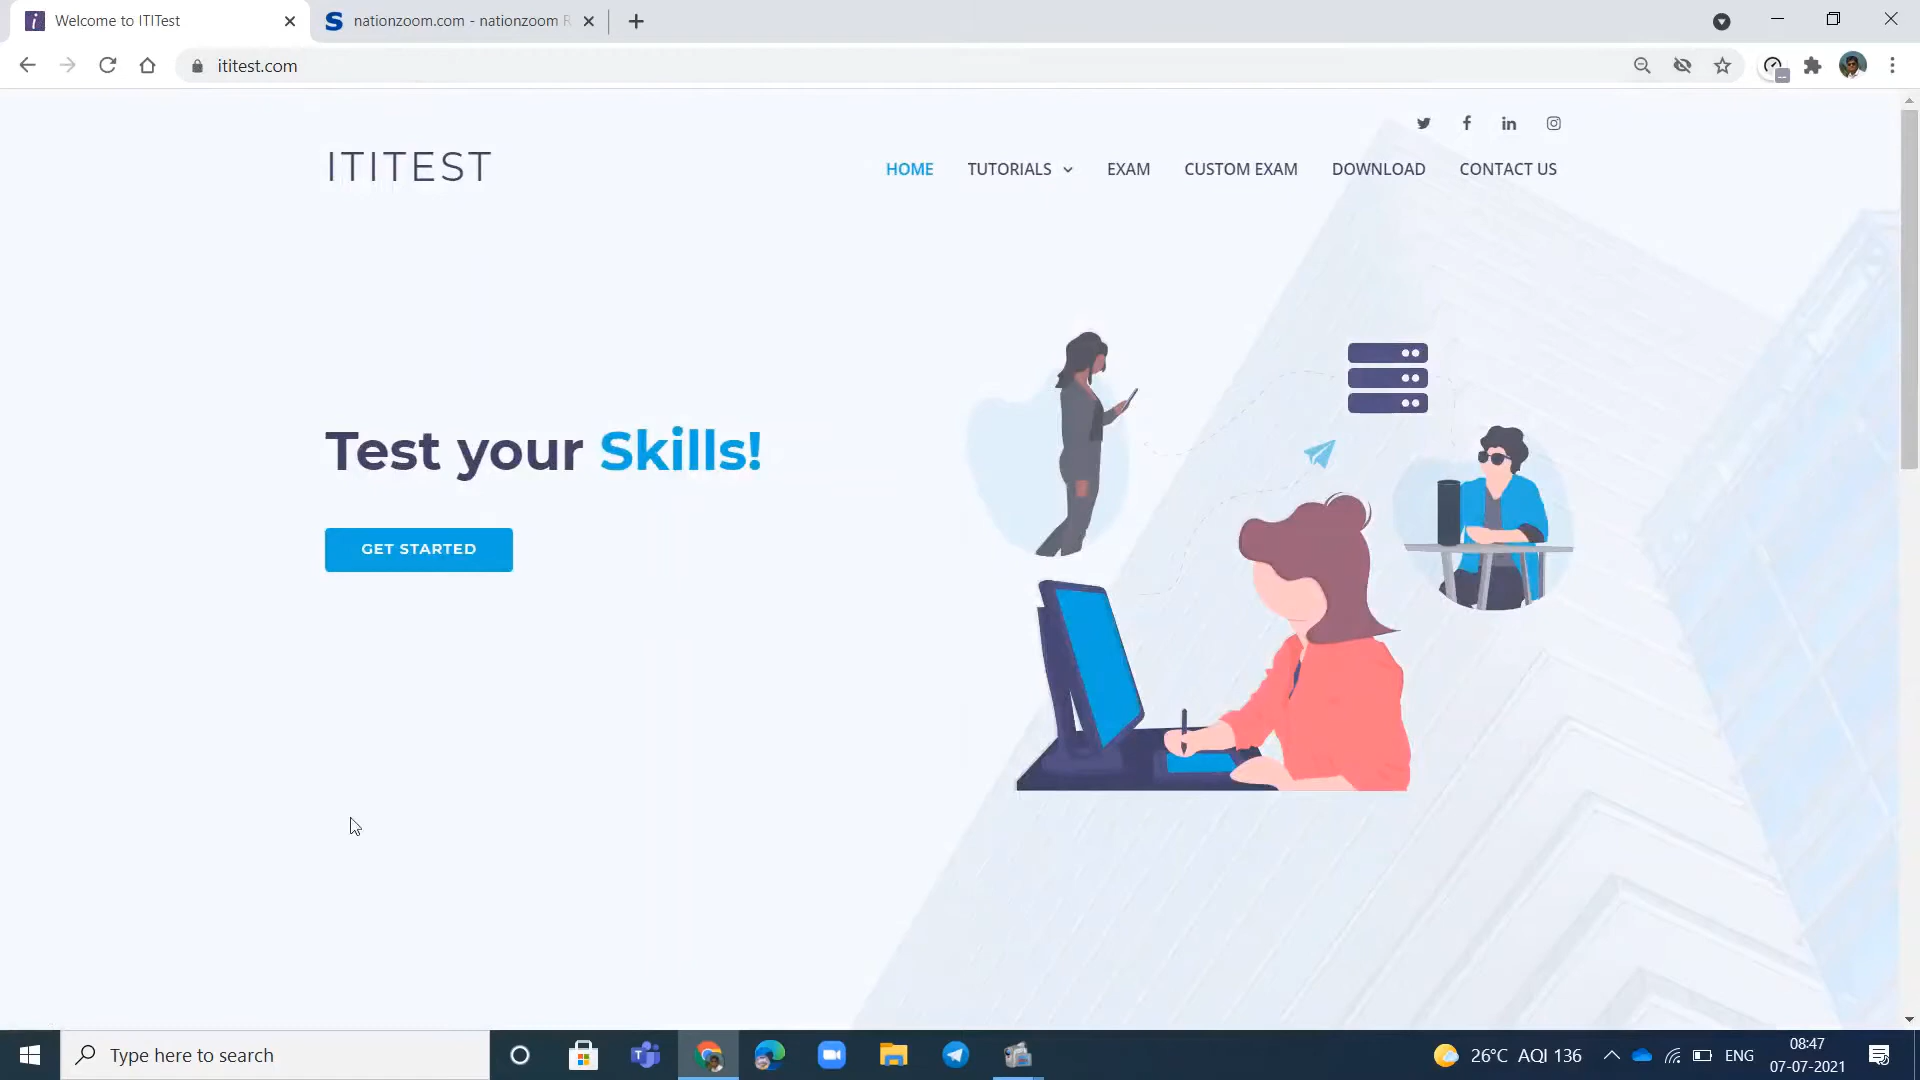 Welcome to ITITest
nationzoom.com - nationzoom R
ititest.com
ITITEST
HOME TUTORIALS EXAM CUSTOM EXAM DOWNLOAD CONTACT US
Test your Skills!
GET STARTED
Type here to search
26°C AQI 136
ENG
08:47
07-07-2021